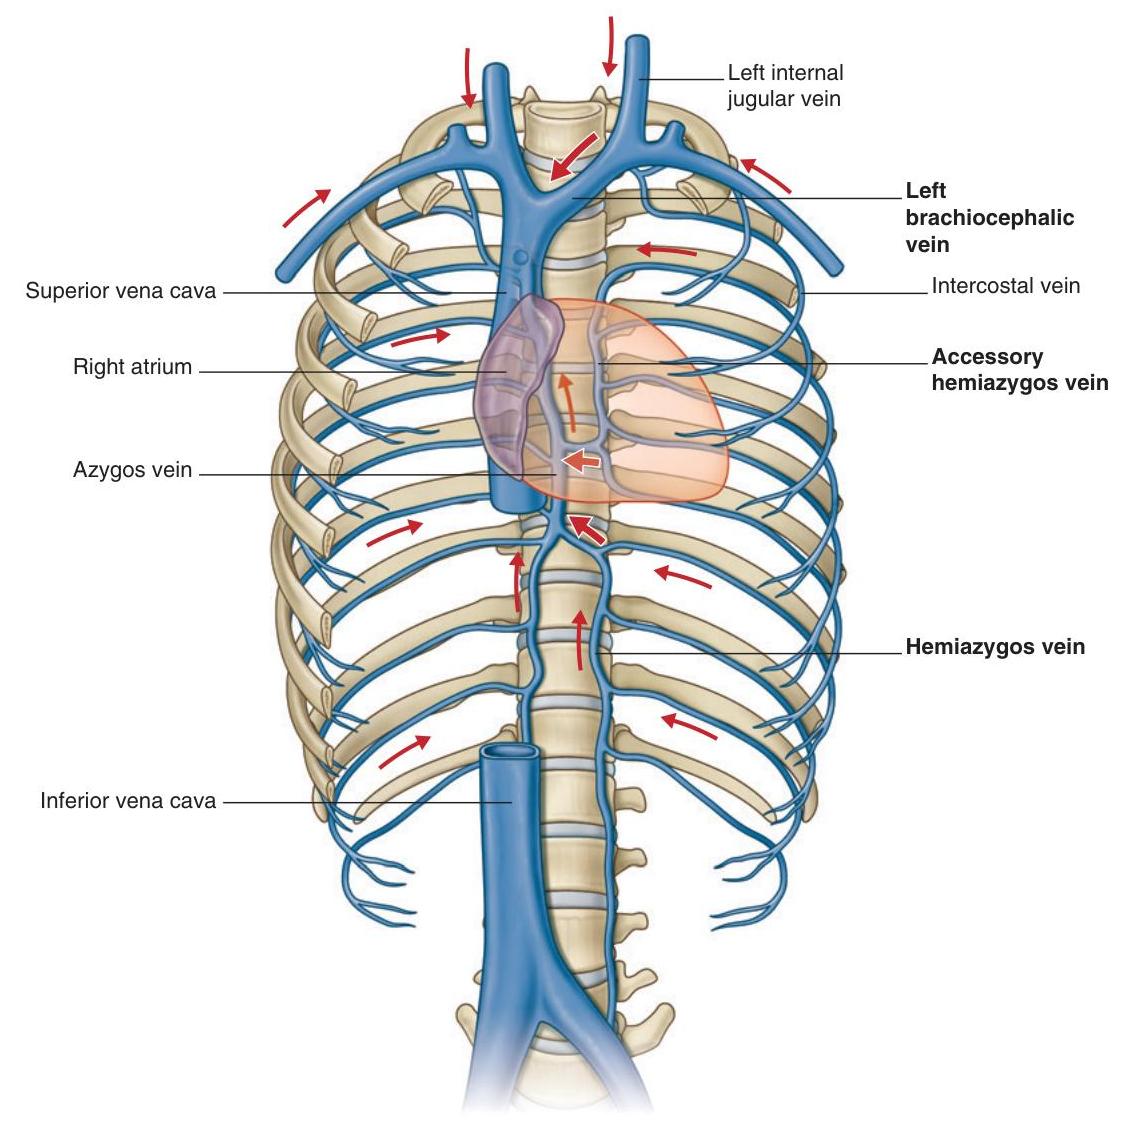 Left internal
jugular vein
Left
brachiocephalic
vein
Superior vena cava
Intercostal vein
Right atrium
Accessory
hemiazygos vein
Azygos vein
Hemiazygos vein
Inferior vena cava